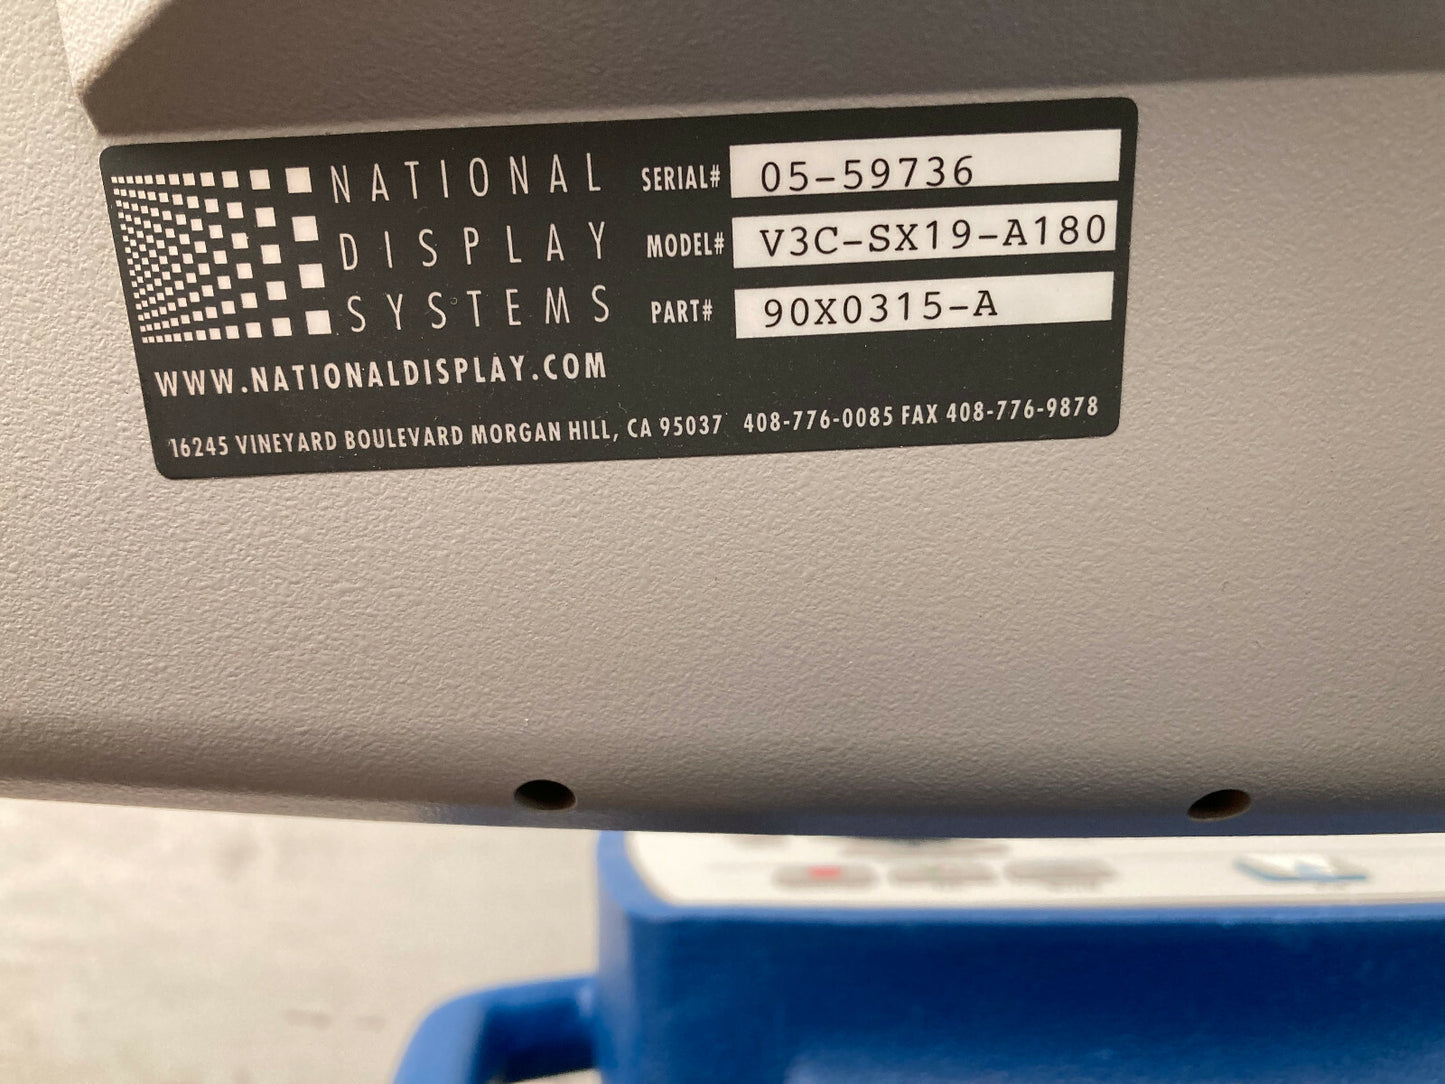 NATIONAL
DISPLAY
SYSTEMS
WWW.NATIONALDISPLAY.COM
SERIAL# 05-59736
MODEL# V3C-SX19-A180
PART# 90X0315-A
16245 VINEYARD BOULEVARD MORGAN HILL, CA 95037 408-776-0085 FAX 408-776-9878